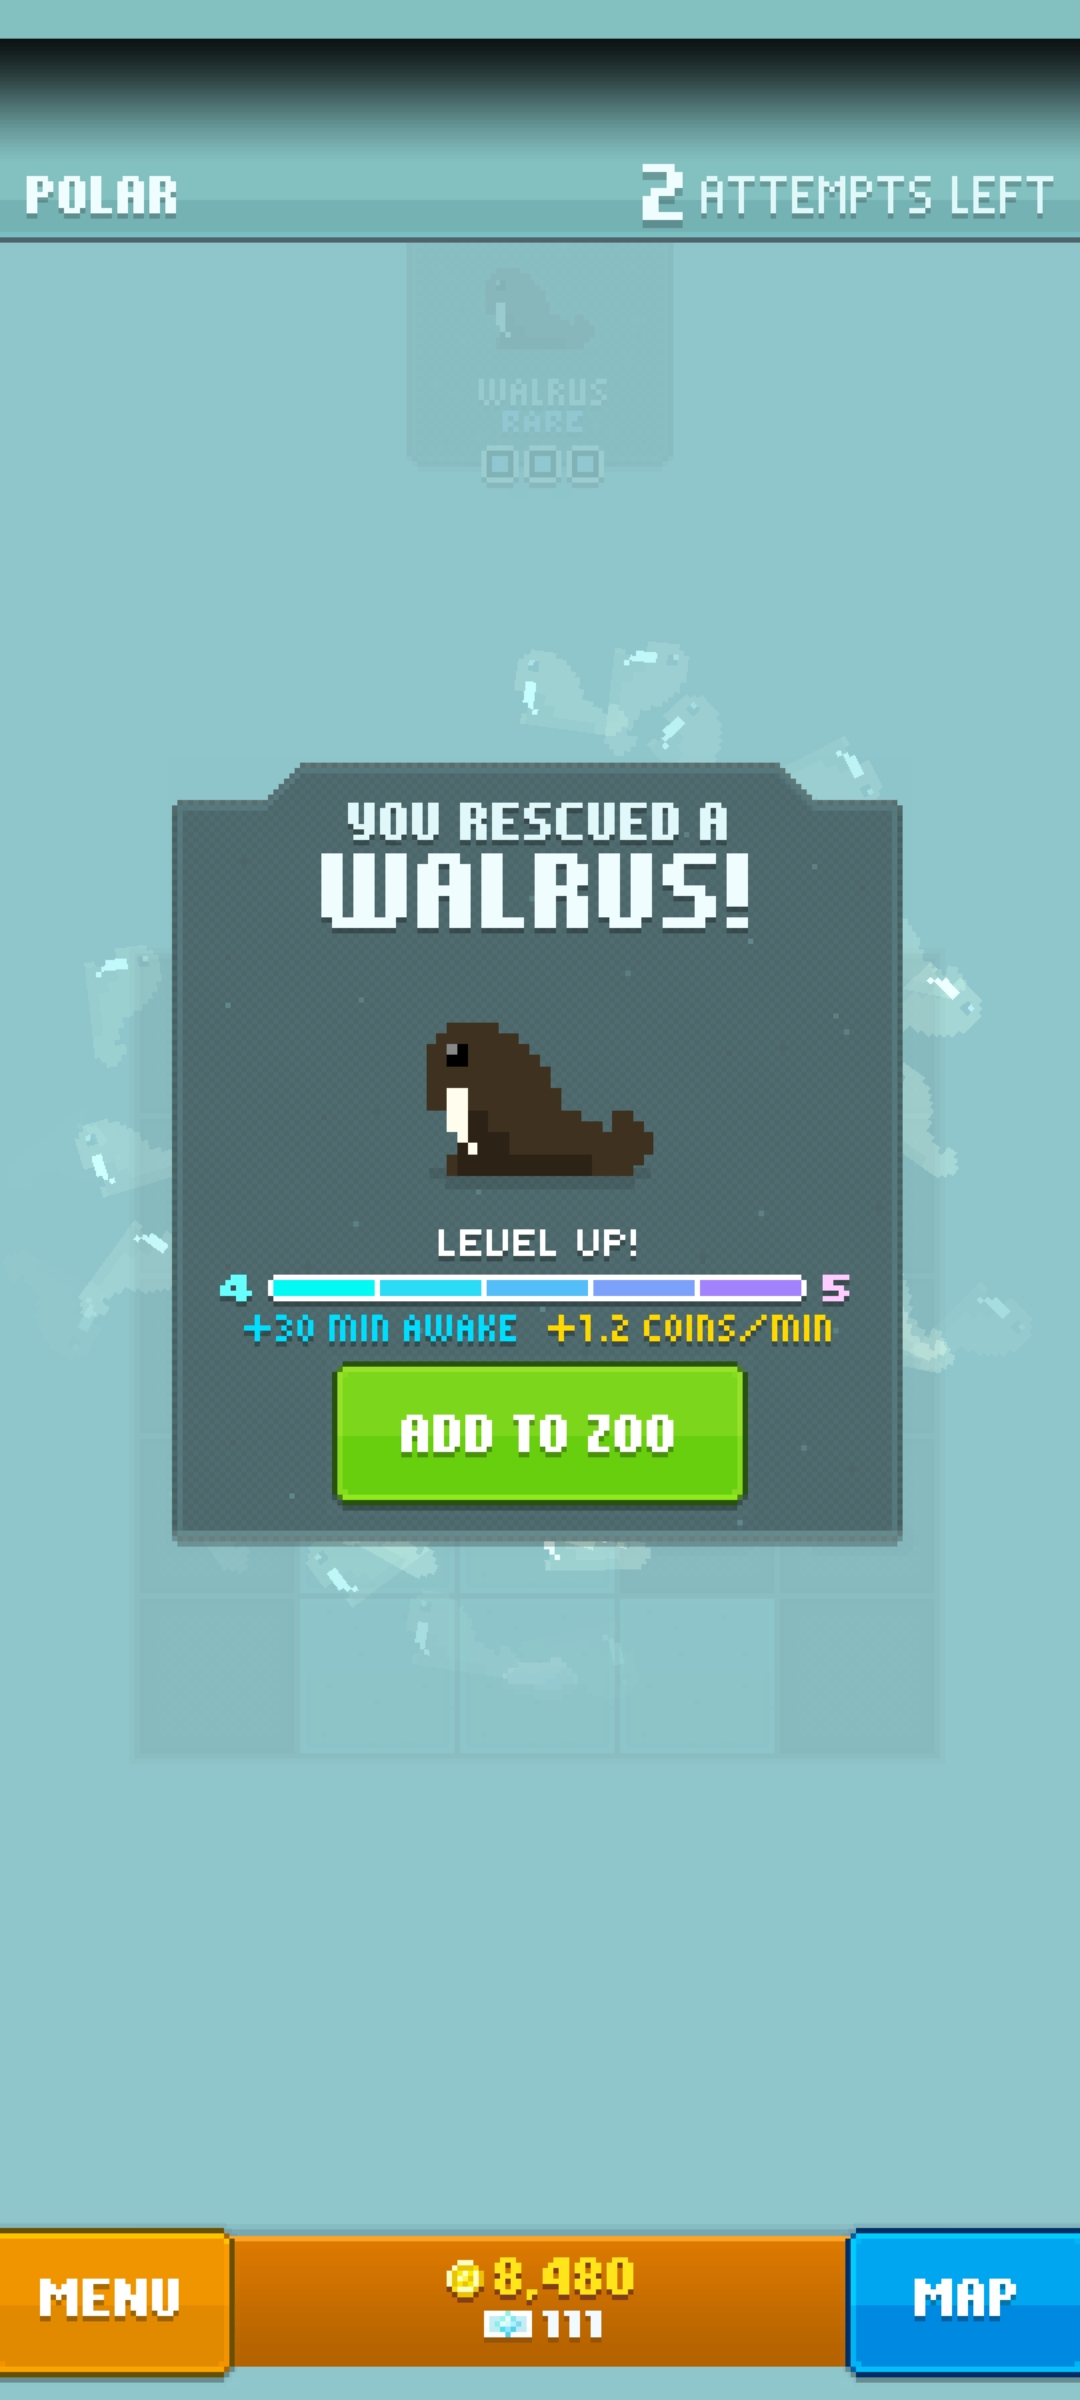 POLAR
2 ATTEMPTS LEFT
WALRUS
RARE
YOU RESCUED A
WALRUS!
LEVEL UP!
4 5
+30 MIN AWAKE +1.2 COINS/MIN
ADD TO ZOO
MENU
8,480
111
MAP